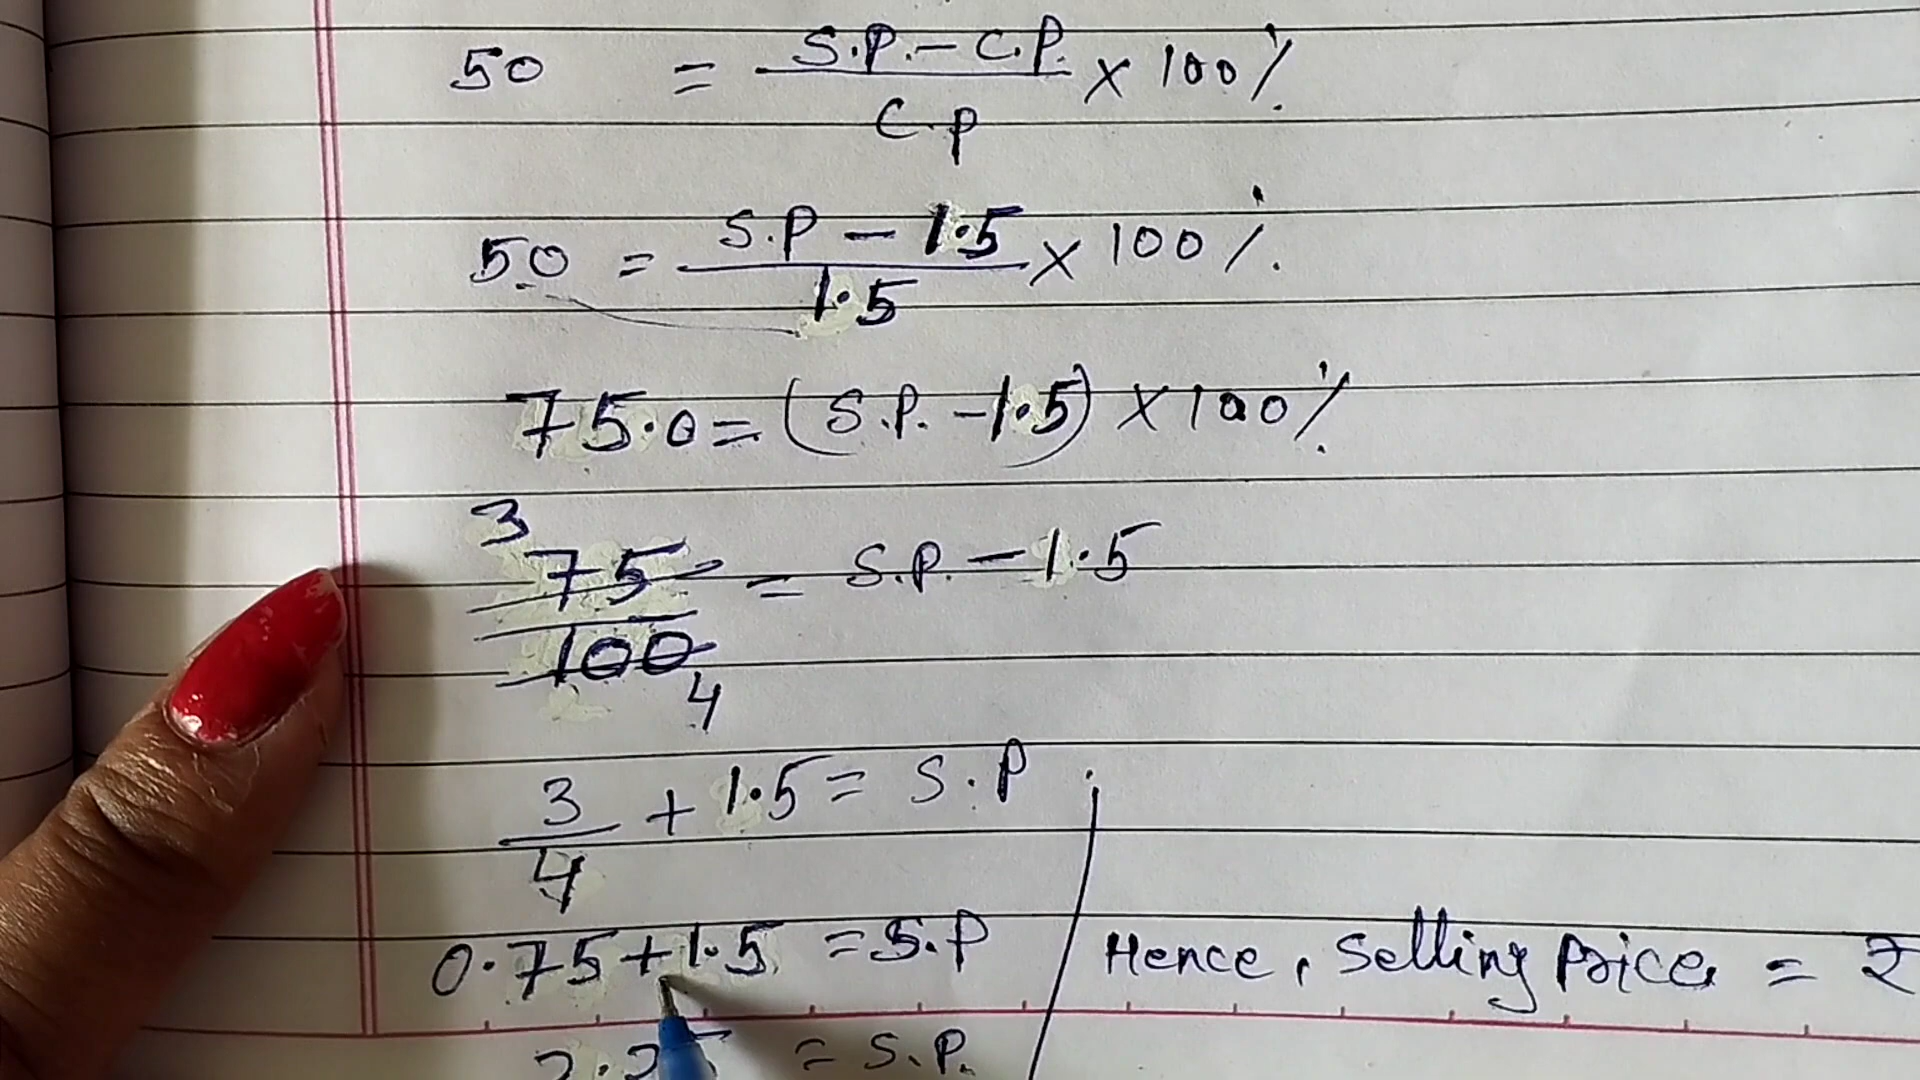 50 = S.P. - C.P. / C.P × 100%
50 = S.P - 1.5 / 1.5 × 100%
75.0 = (S.P. - 1.5) × 100%
3
75 / 100 = S.P. - 1.5
4
3/4 + 1.5 = S.P
0.75 + 1.5 = S.P
Hence, Selling Price = ₹
= S.P.